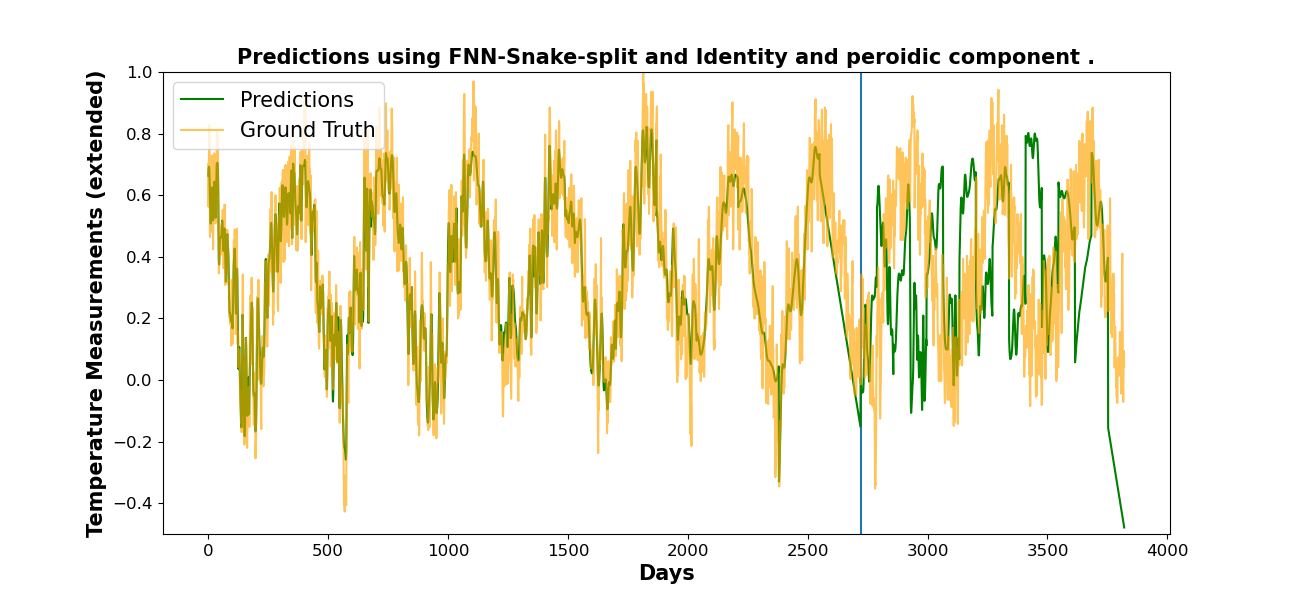 Predictions using FNN-Snake-split and Identity and peroidic component .
Temperature Measurements (extended)
1.0
0.8
0.6
0.4
0.2
0.0
−0.2
−0.4
Predictions
Ground Truth
0 500 1000 1500 2000 2500 3000 3500 4000
Days